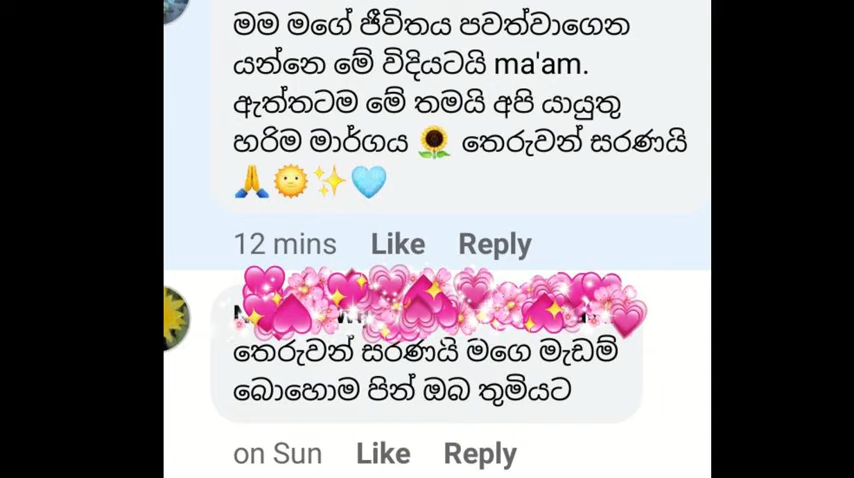 මම මගේ ජීවිතය පවත්වාගෙන
යන්නෙ මේ විදියටයි ma'am.
ඇත්තටම මේ තමයි අපි යායුතු
හරිම මාර්ගය 🌻 තෙරුවන් සරණයි
🙏🌞✨🩵
12 mins Like Reply
තෙරුවන් සරණයි මගෙ මැඩම්
බොහොම පින් ඔබ තුමියට
on Sun Like Reply